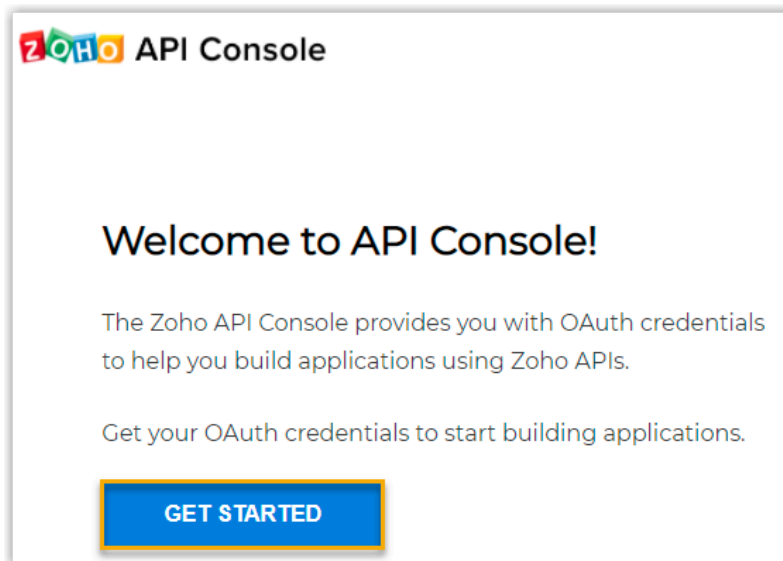 ZOHO API Console
Welcome to API Console!
The Zoho API Console provides you with OAuth credentials
to help you build applications using Zoho APIs.
Get your OAuth credentials to start building applications.
GET STARTED